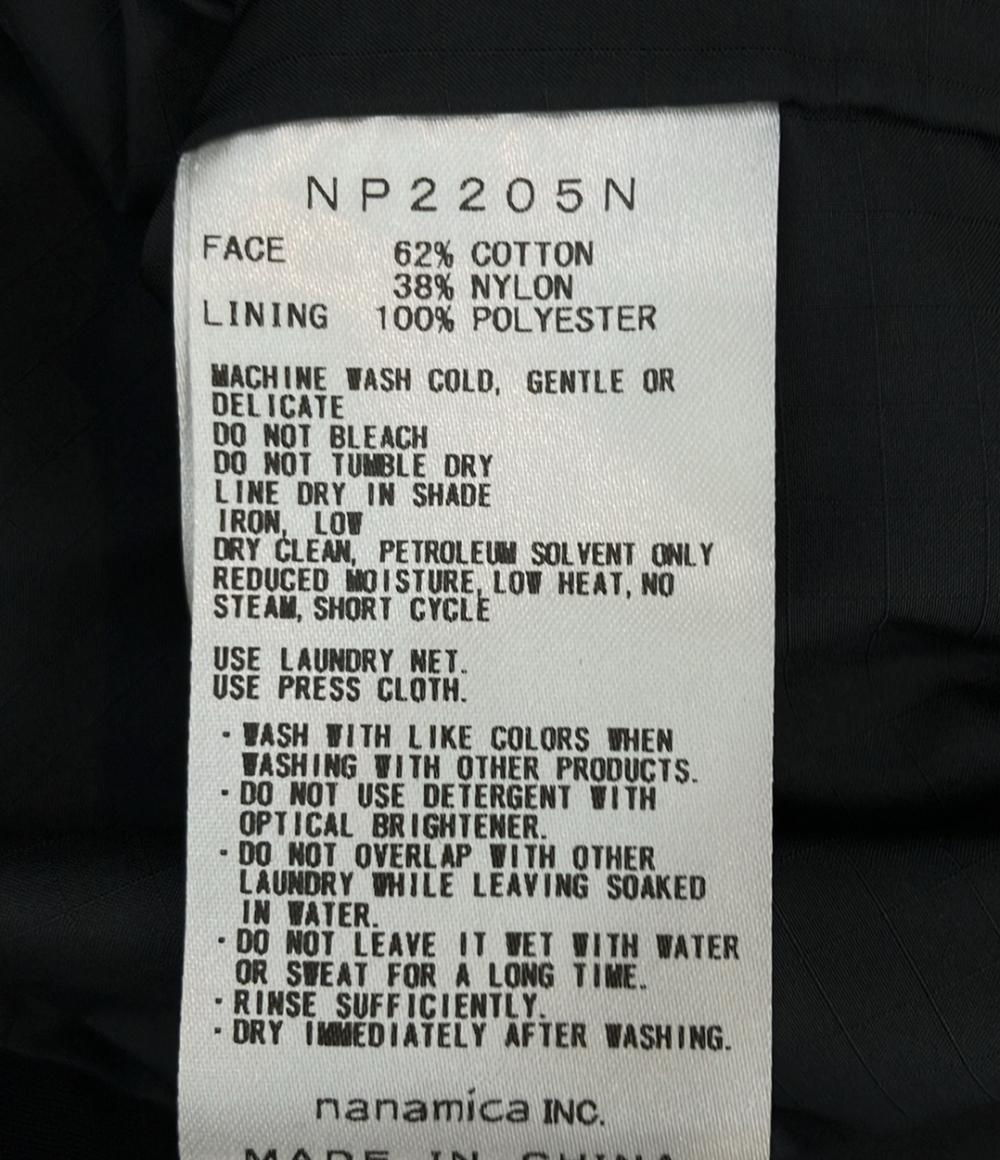 NP2205N
FACE 62% COTTON
38% NYLON
LINING 100% POLYESTER
MACHINE WASH COLD, GENTLE OR
DELICATE
DO NOT BLEACH
DO NOT TUMBLE DRY
LINE DRY IN SHADE
IRON, LOW
DRY CLEAN, PETROLEUM SOLVENT ONLY
REDUCED MOISTURE, LOW HEAT, NO
STEAM, SHORT CYCLE
USE LAUNDRY NET.
USE PRESS CLOTH.
・WASH WITH LIKE COLORS WHEN
WASHING WITH OTHER PRODUCTS.
・DO NOT USE DETERGENT WITH
OPTICAL BRIGHTENER.
・DO NOT OVERLAP WITH OTHER
LAUNDRY WHILE LEAVING SOAKED
IN WATER.
・DO NOT LEAVE IT WET WITH WATER
OR SWEAT FOR A LONG TIME.
・RINSE SUFFICIENTLY.
・DRY IMMEDIATELY AFTER WASHING.
nanamica INC.
MADE IN CHINA